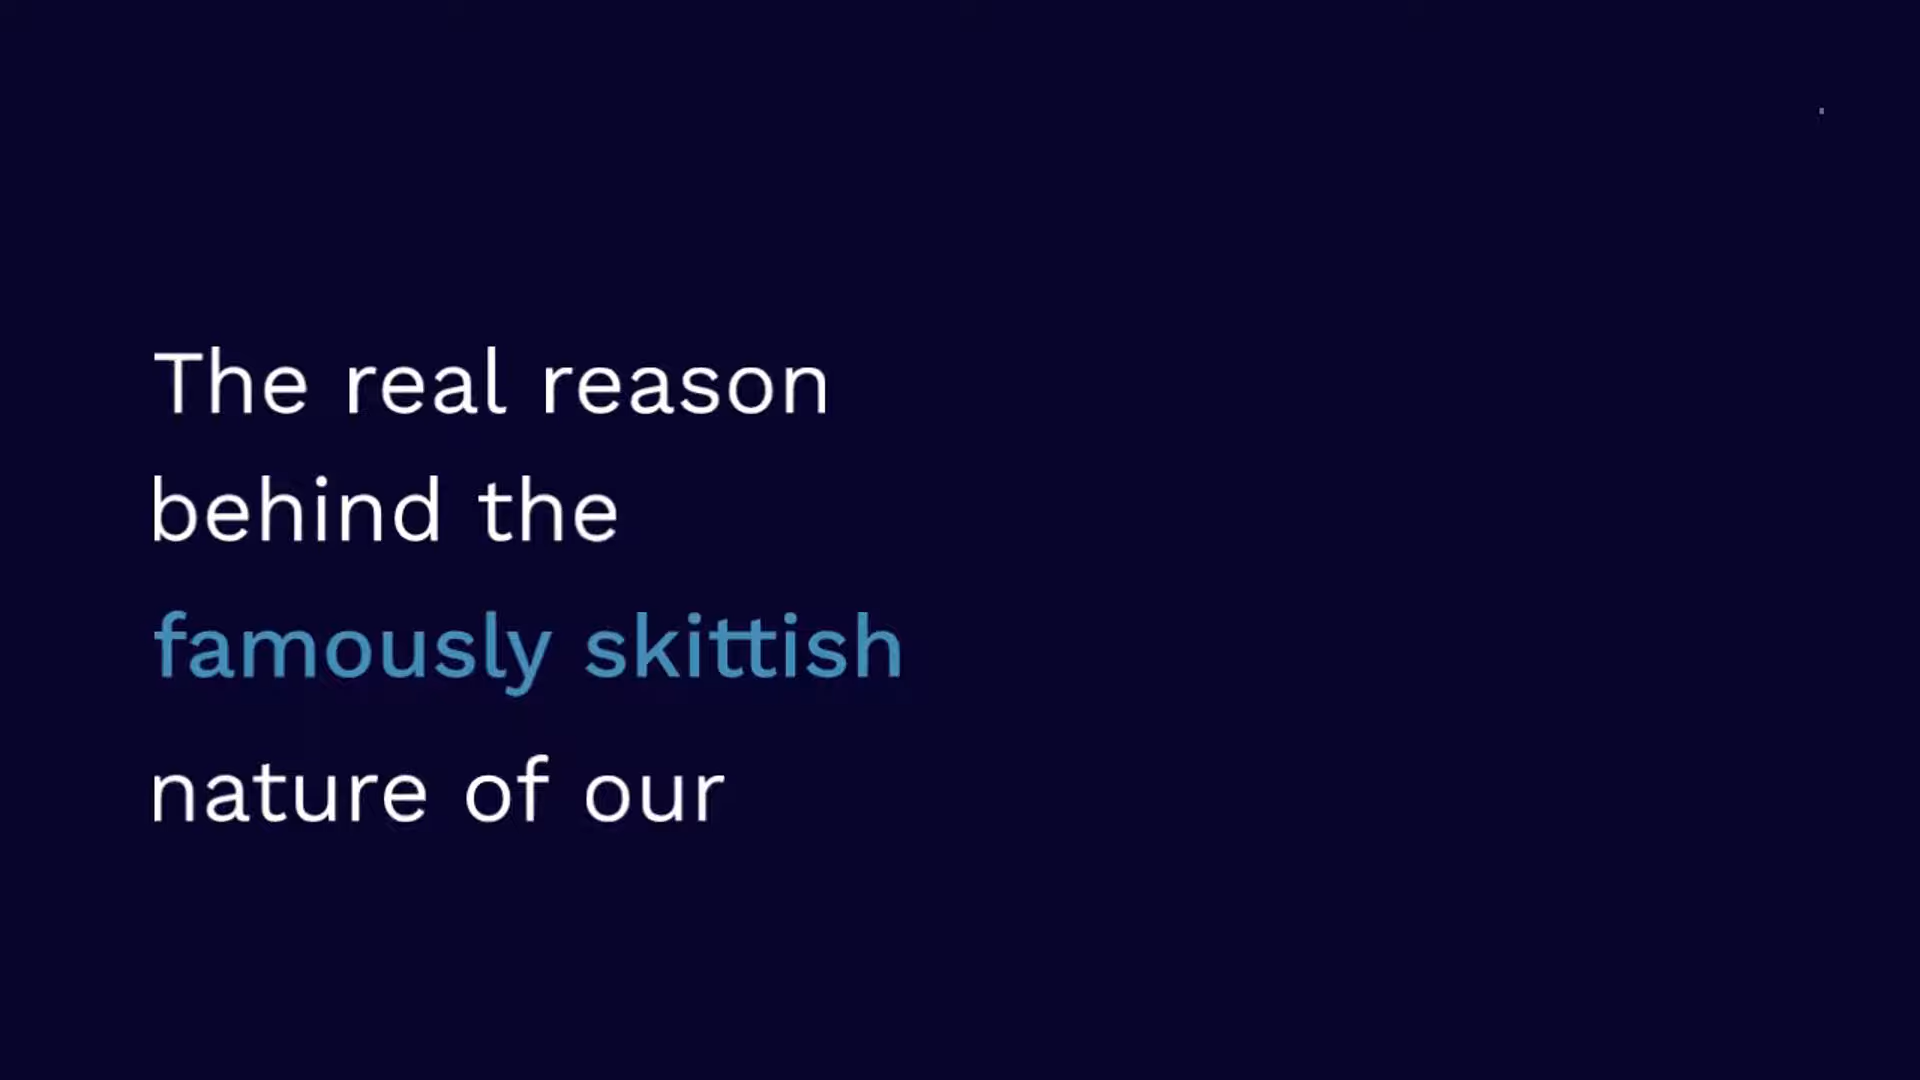 The real reason
behind the
famously skittish
nature of our